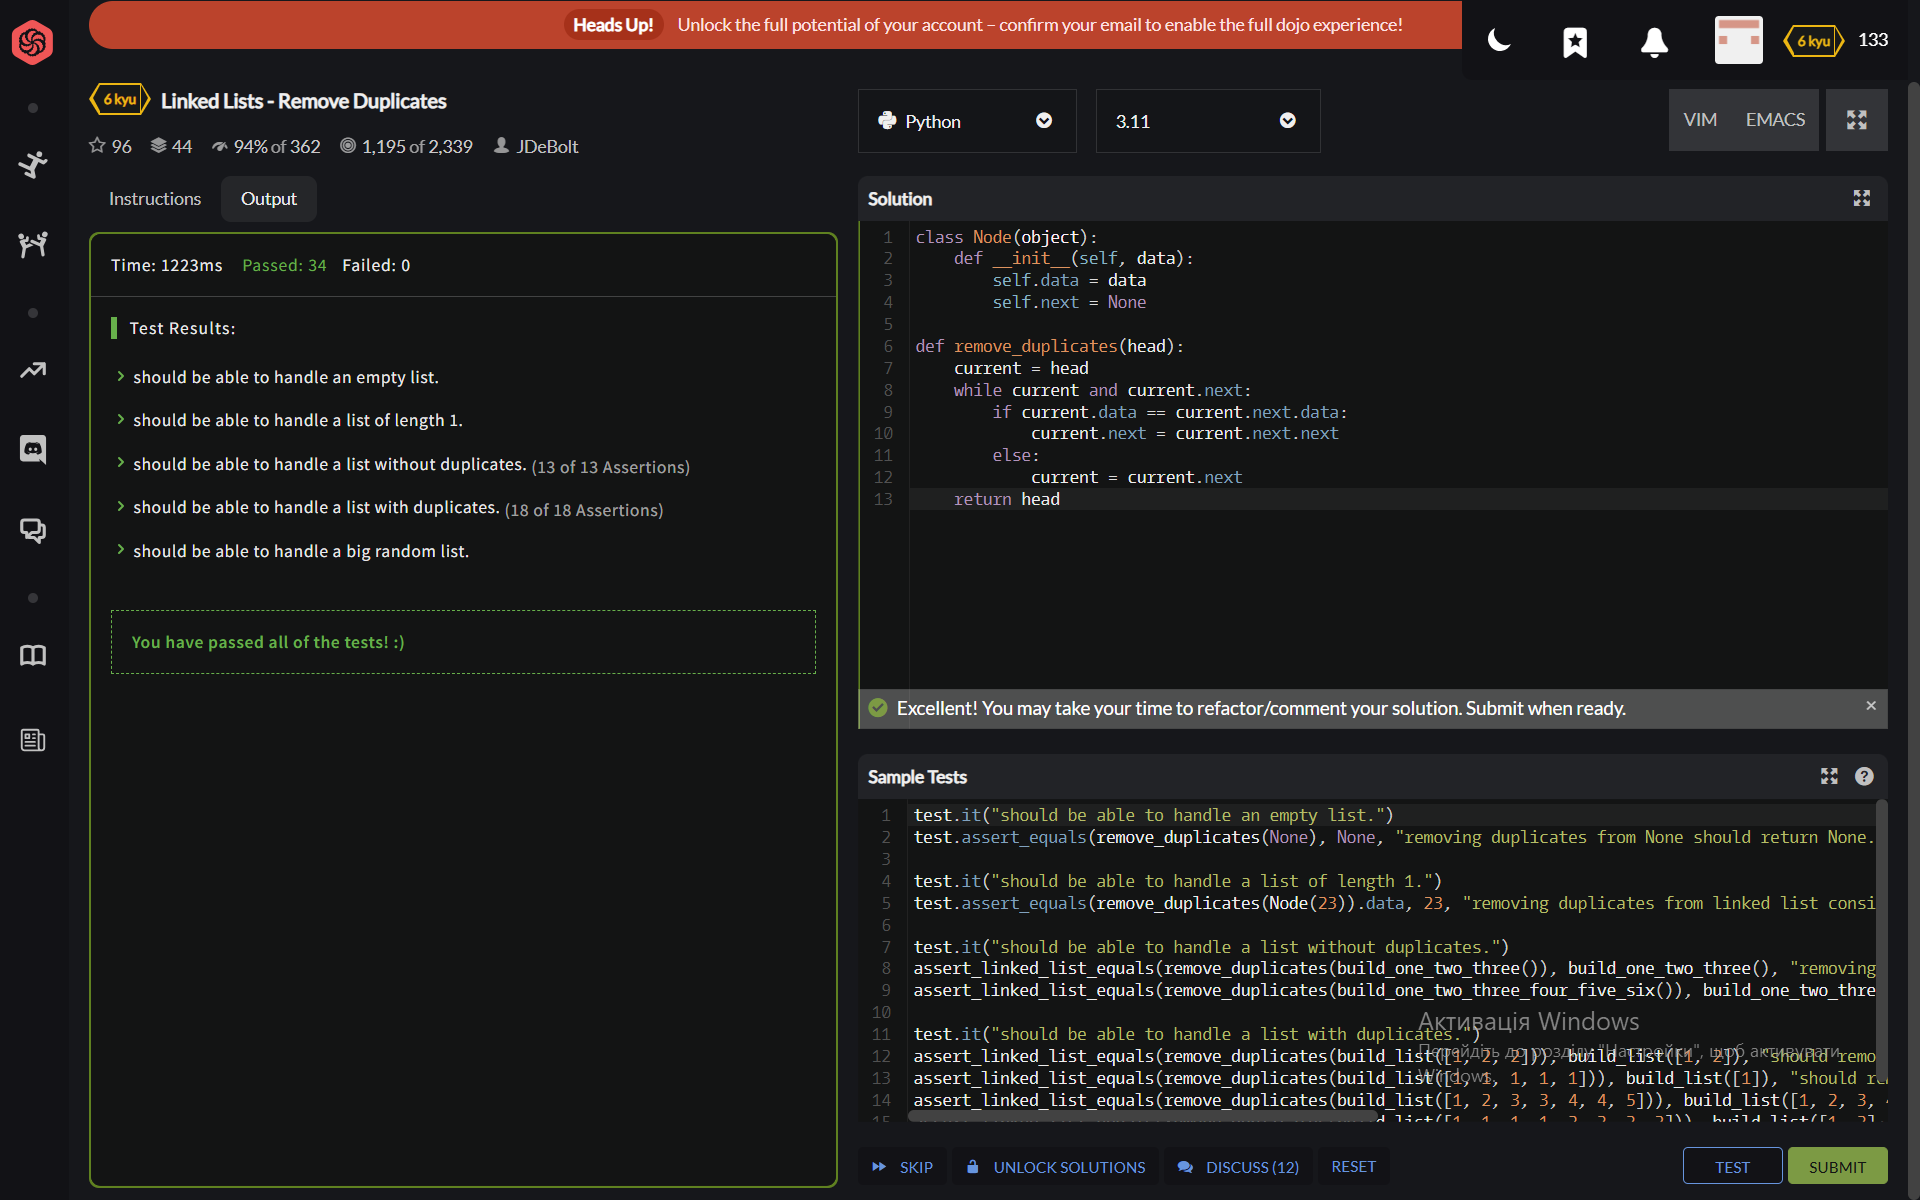 Heads Up! Unlock the full potential of your account – confirm your email to enable the full dojo experience!
6 kyu 133
6 kyu Linked Lists - Remove Duplicates
96 44 94% of 362 1,195 of 2,339 JDeBolt
Python
3.11
VIM EMACS
Instructions Output
Time: 1223ms Passed: 34 Failed: 0
Test Results:
should be able to handle an empty list.
should be able to handle a list of length 1.
should be able to handle a list without duplicates. (13 of 13 Assertions)
should be able to handle a list with duplicates. (18 of 18 Assertions)
should be able to handle a big random list.
You have passed all of the tests! :)
Solution
1 class Node(object):
2 def __init__(self, data):
3 self.data = data
4 self.next = None
5
6 def remove_duplicates(head):
7 current = head
8 while current and current.next:
9 if current.data == current.next.data:
10 current.next = current.next.next
11 else:
12 current = current.next
13 return head
Excellent! You may take your time to refactor/comment your solution. Submit when ready.
Sample Tests
1 test.it("should be able to handle an empty list.")
2 test.assert_equals(remove_duplicates(None), None, "removing duplicates from None should return None.
3
4 test.it("should be able to handle a list of length 1.")
5 test.assert_equals(remove_duplicates(Node(23)).data, 23, "removing duplicates from linked list consi
6
7 test.it("should be able to handle a list without duplicates.")
8 assert_linked_list_equals(remove_duplicates(build_one_two_three()), build_one_two_three(), "removing
9 assert_linked_list_equals(remove_duplicates(build_one_two_three_four_five_six()), build_one_two_thre
10
11 test.it("should be able to handle a list with duplicates.")
12 assert_linked_list_equals(remove_duplicates(build_list([1, 2, 2])), build_list([1, 2]), "should remo
13 assert_linked_list_equals(remove_duplicates(build_list([1, 1, 1, 1, 1])), build_list([1]), "should re
14 assert_linked_list_equals(remove_duplicates(build_list([1, 2, 3, 3, 4, 4, 5])), build_list([1, 2, 3, 4
Активація Windows
Перейдіть до розділу "Настройки", щоб активувати
Windows.
SKIP UNLOCK SOLUTIONS DISCUSS (12) RESET
TEST SUBMIT